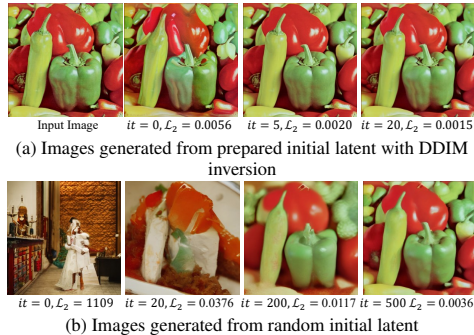 Input Image
it = 0, 𝓛₂ = 0.0056
it = 5, 𝓛₂ = 0.0020
it = 20, 𝓛₂ = 0.0015
(a) Images generated from prepared initial latent with DDIM
inversion
it = 0, 𝓛₂ = 1109
it = 20, 𝓛₂ = 0.0376
it = 200, 𝓛₂ = 0.0117
it = 500 𝓛₂ = 0.0036
(b) Images generated from random initial latent